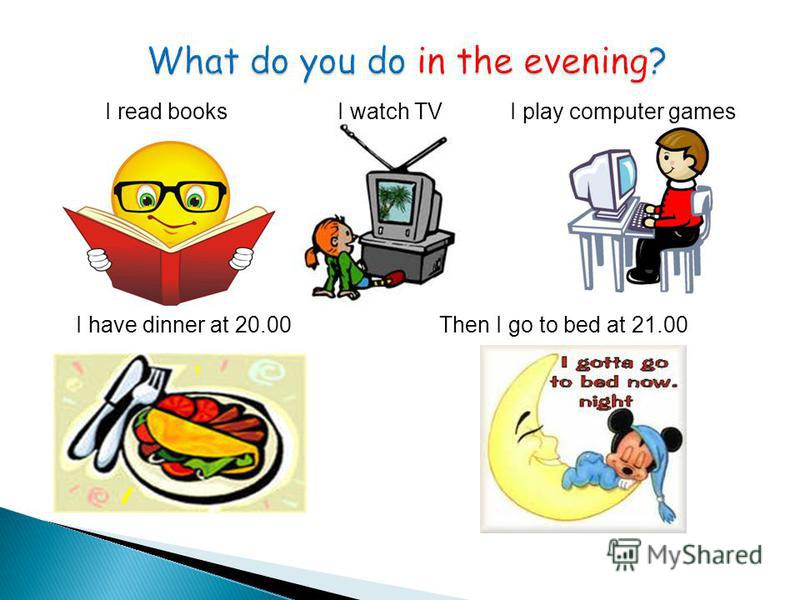 What do you do in the evening?
I read books
I watch TV
I play computer games
I have dinner at 20.00
Then I go to bed at 21.00
I gotta go
to bed now.
night
MyShared